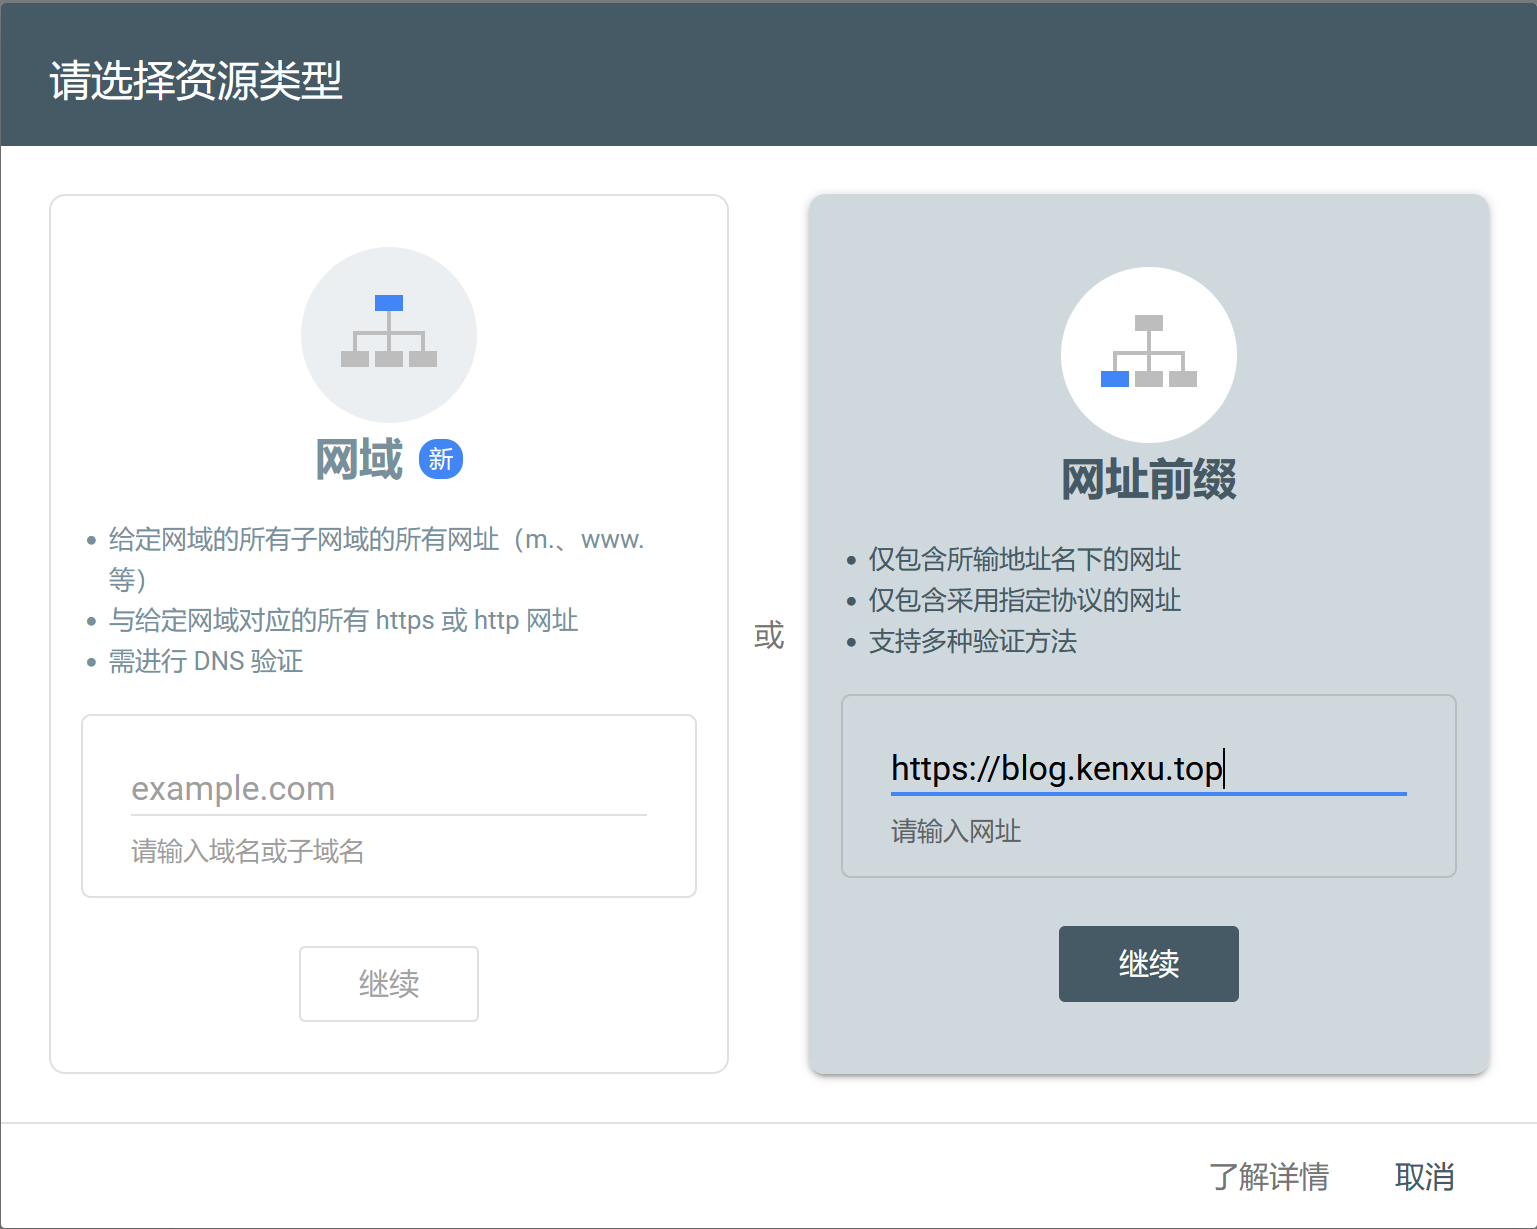 请选择资源类型
网域 新
给定网域的所有子网域的所有网址（m.、www.
等）
与给定网域对应的所有 https 或 http 网址
需进行 DNS 验证
example.com
请输入域名或子域名
继续
或
网址前缀
仅包含所输地址名下的网址
仅包含采用指定协议的网址
支持多种验证方法
https://blog.kenxu.top
请输入网址
继续
了解详情
取消